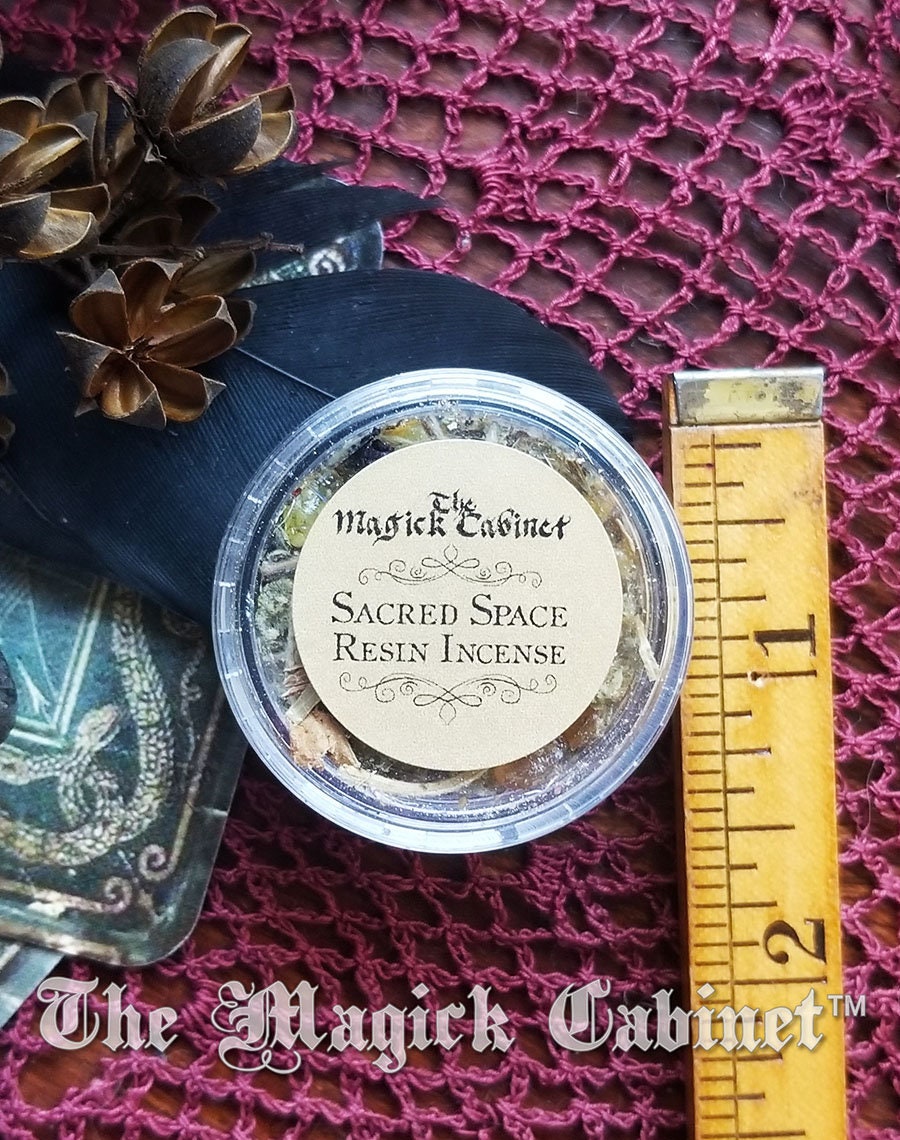 The
Magick Cabinet
Sacred Space
Resin Incense
1
2
The Magick Cabinet™